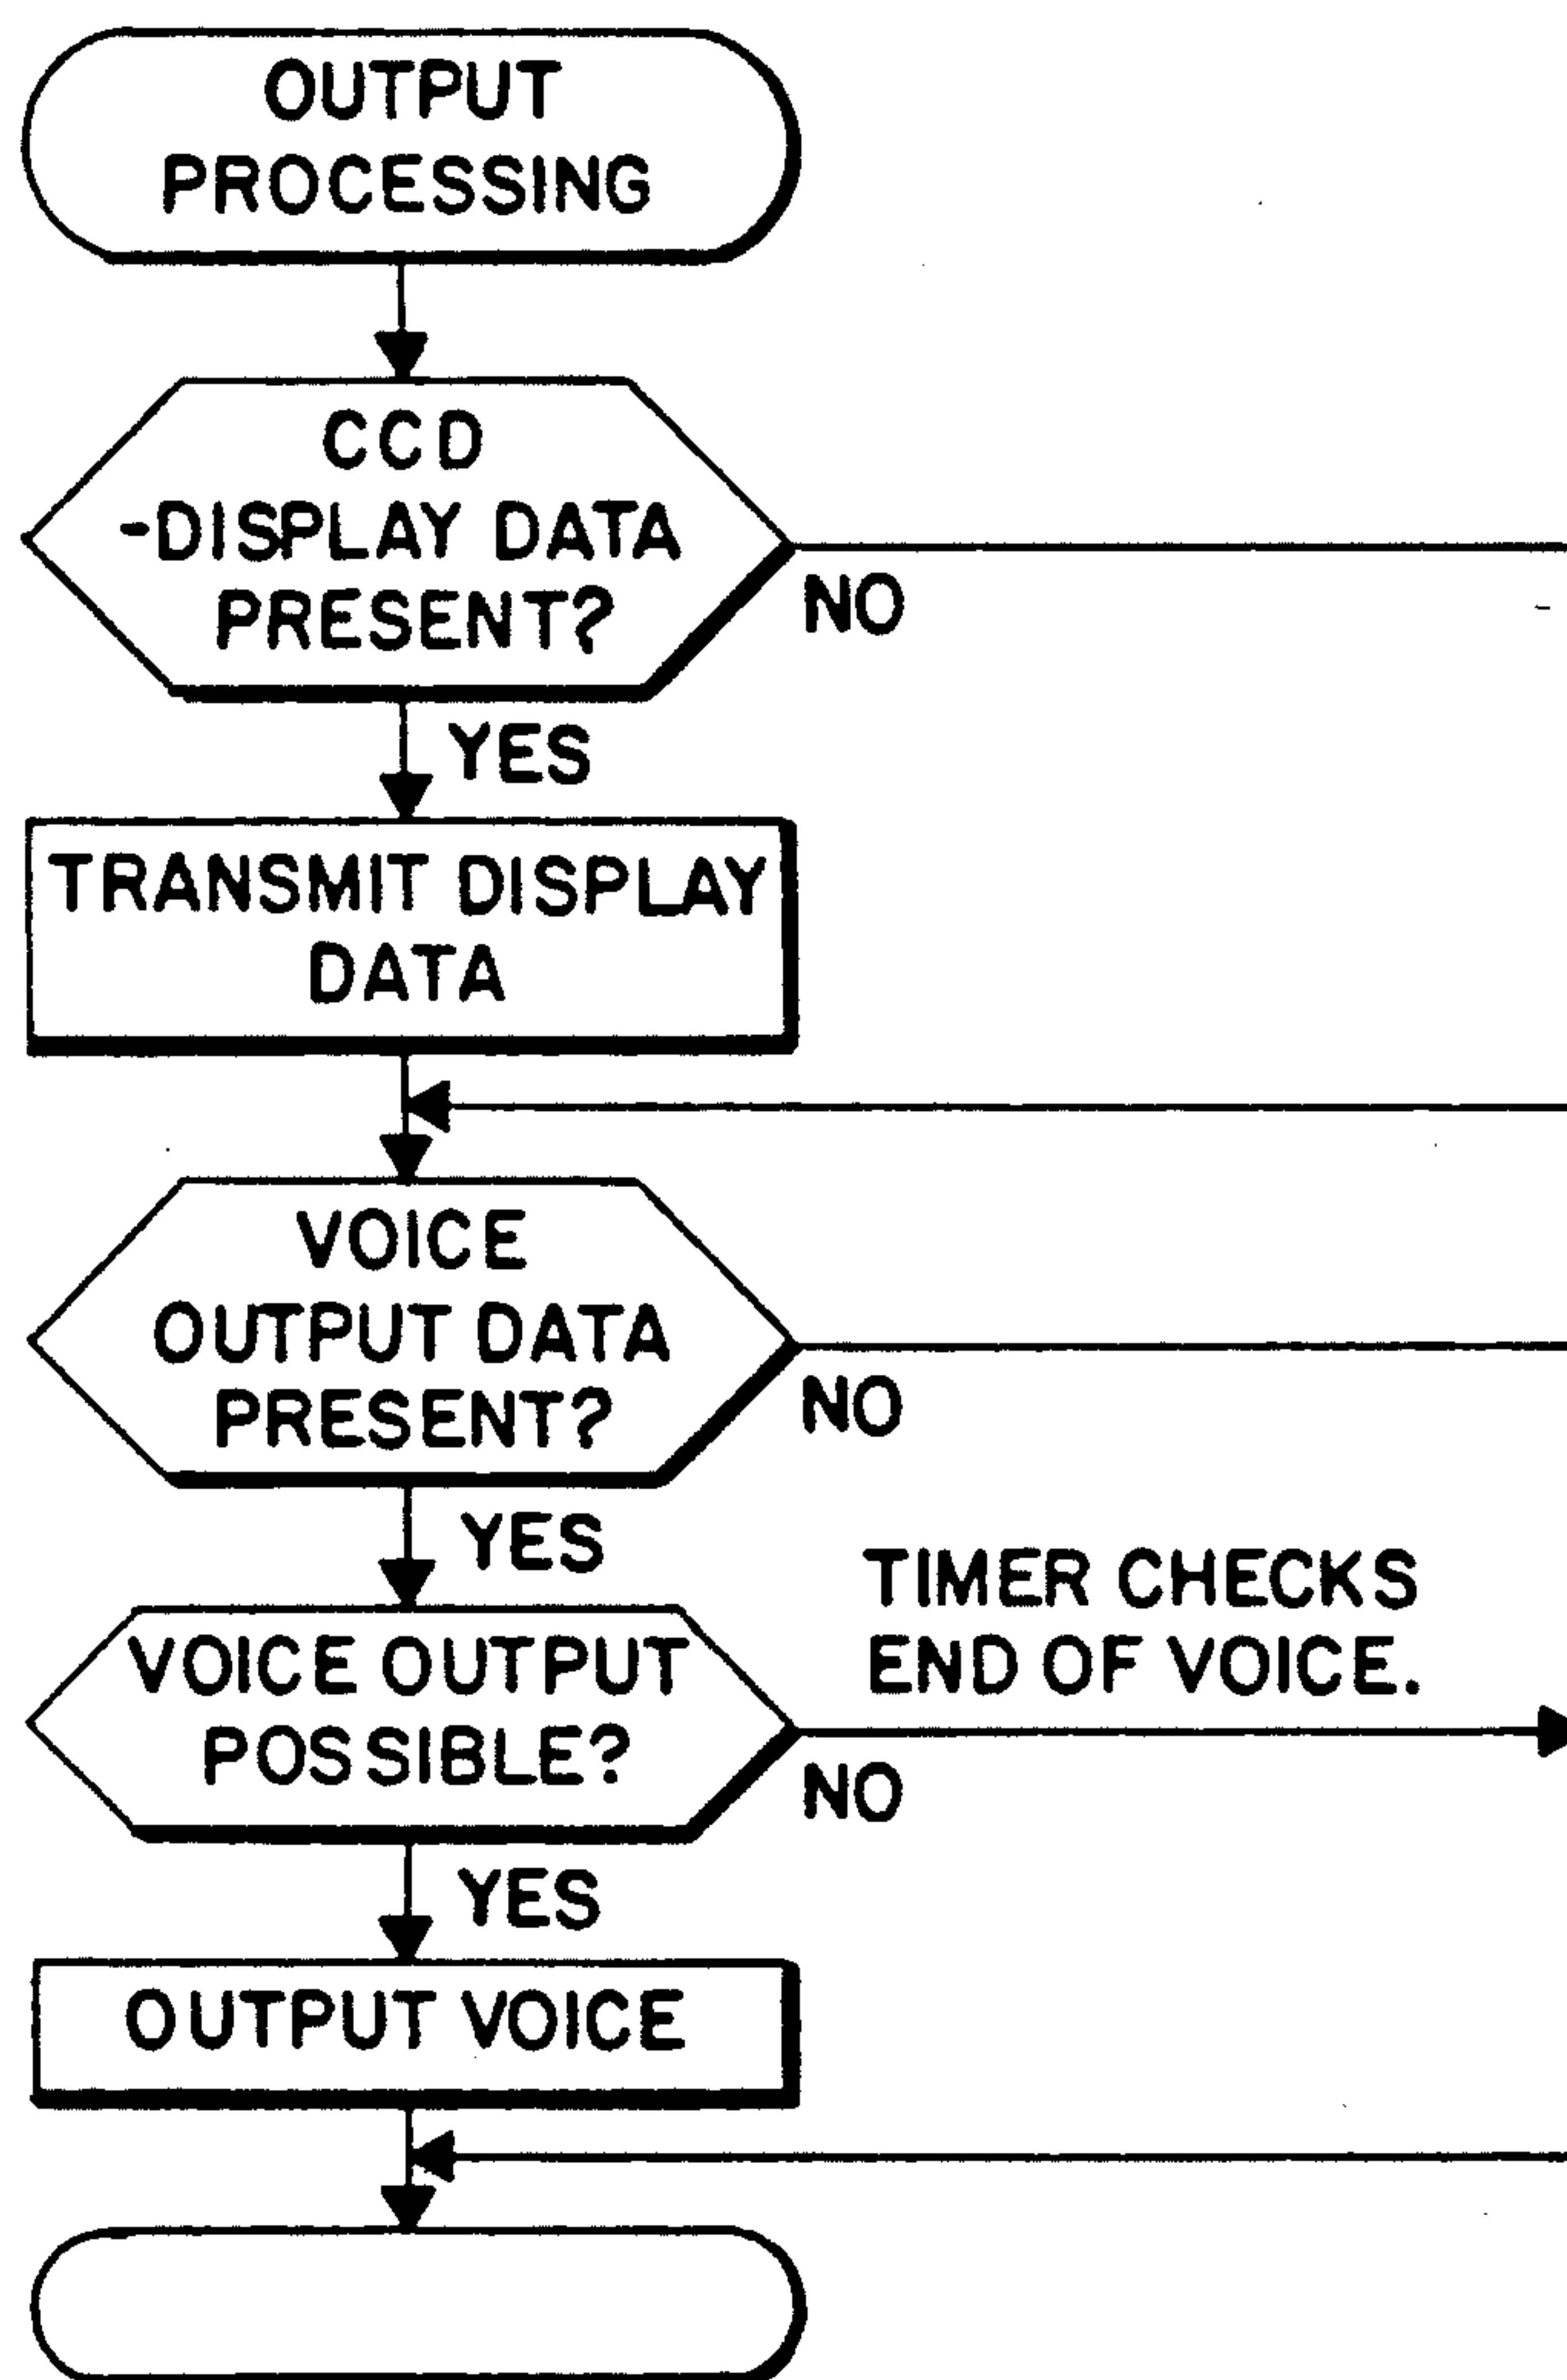 OUTPUT
PROCESSING
CCD
-DISPLAY DATA
PRESENT?
NO
YES
TRANSMIT DISPLAY
DATA
VOICE
OUTPUT DATA
PRESENT?
NO
YES
TIMER CHECKS
END OF VOICE.
VOICE OUTPUT
POSSIBLE?
NO
YES
OUTPUT VOICE